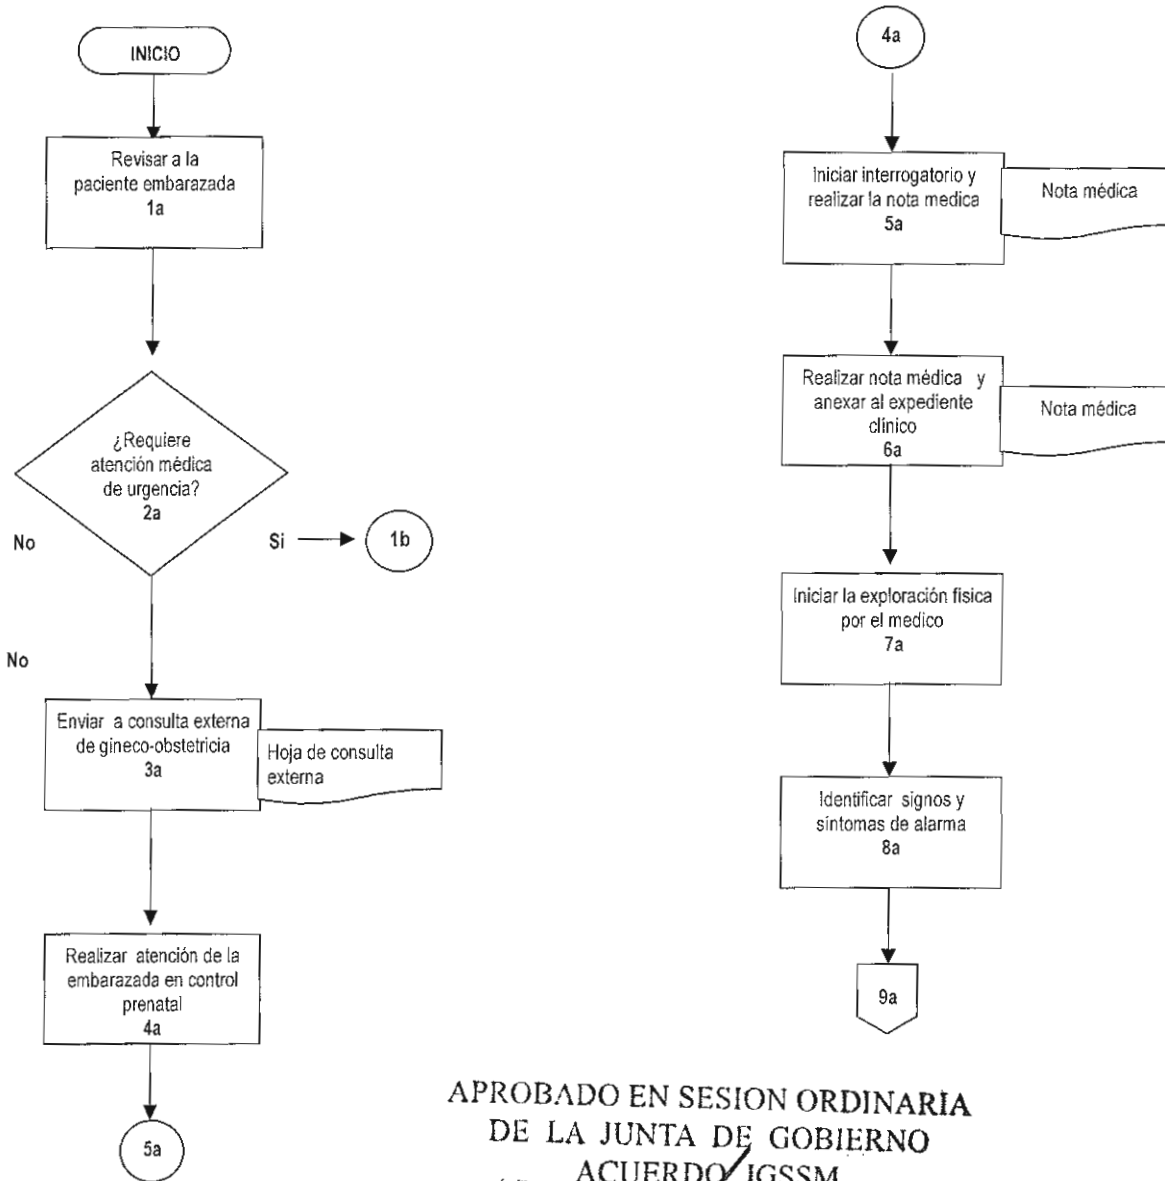 INICIO
Revisar a la
paciente embarazada
1a
¿Requiere
atención médica
de urgencia?
2a
No
Si
1b
No
Enviar a consulta externa
de gineco-obstetricia
3a
Hoja de consulta
externa
Realizar atención de la
embarazada en control
prenatal
4a
5a
4a
Iniciar interrogatorio y
realizar la nota medica
5a
Nota médica
Realizar nota médica y
anexar al expediente
clínico
6a
Nota médica
Iniciar la exploración física
por el medico
7a
Identificar signos y
síntomas de alarma
8a
9a
APROBADO EN SESION ORDINARIA
DE LA JUNTA DE GOBIERNO
ACUERDO/IGSSM